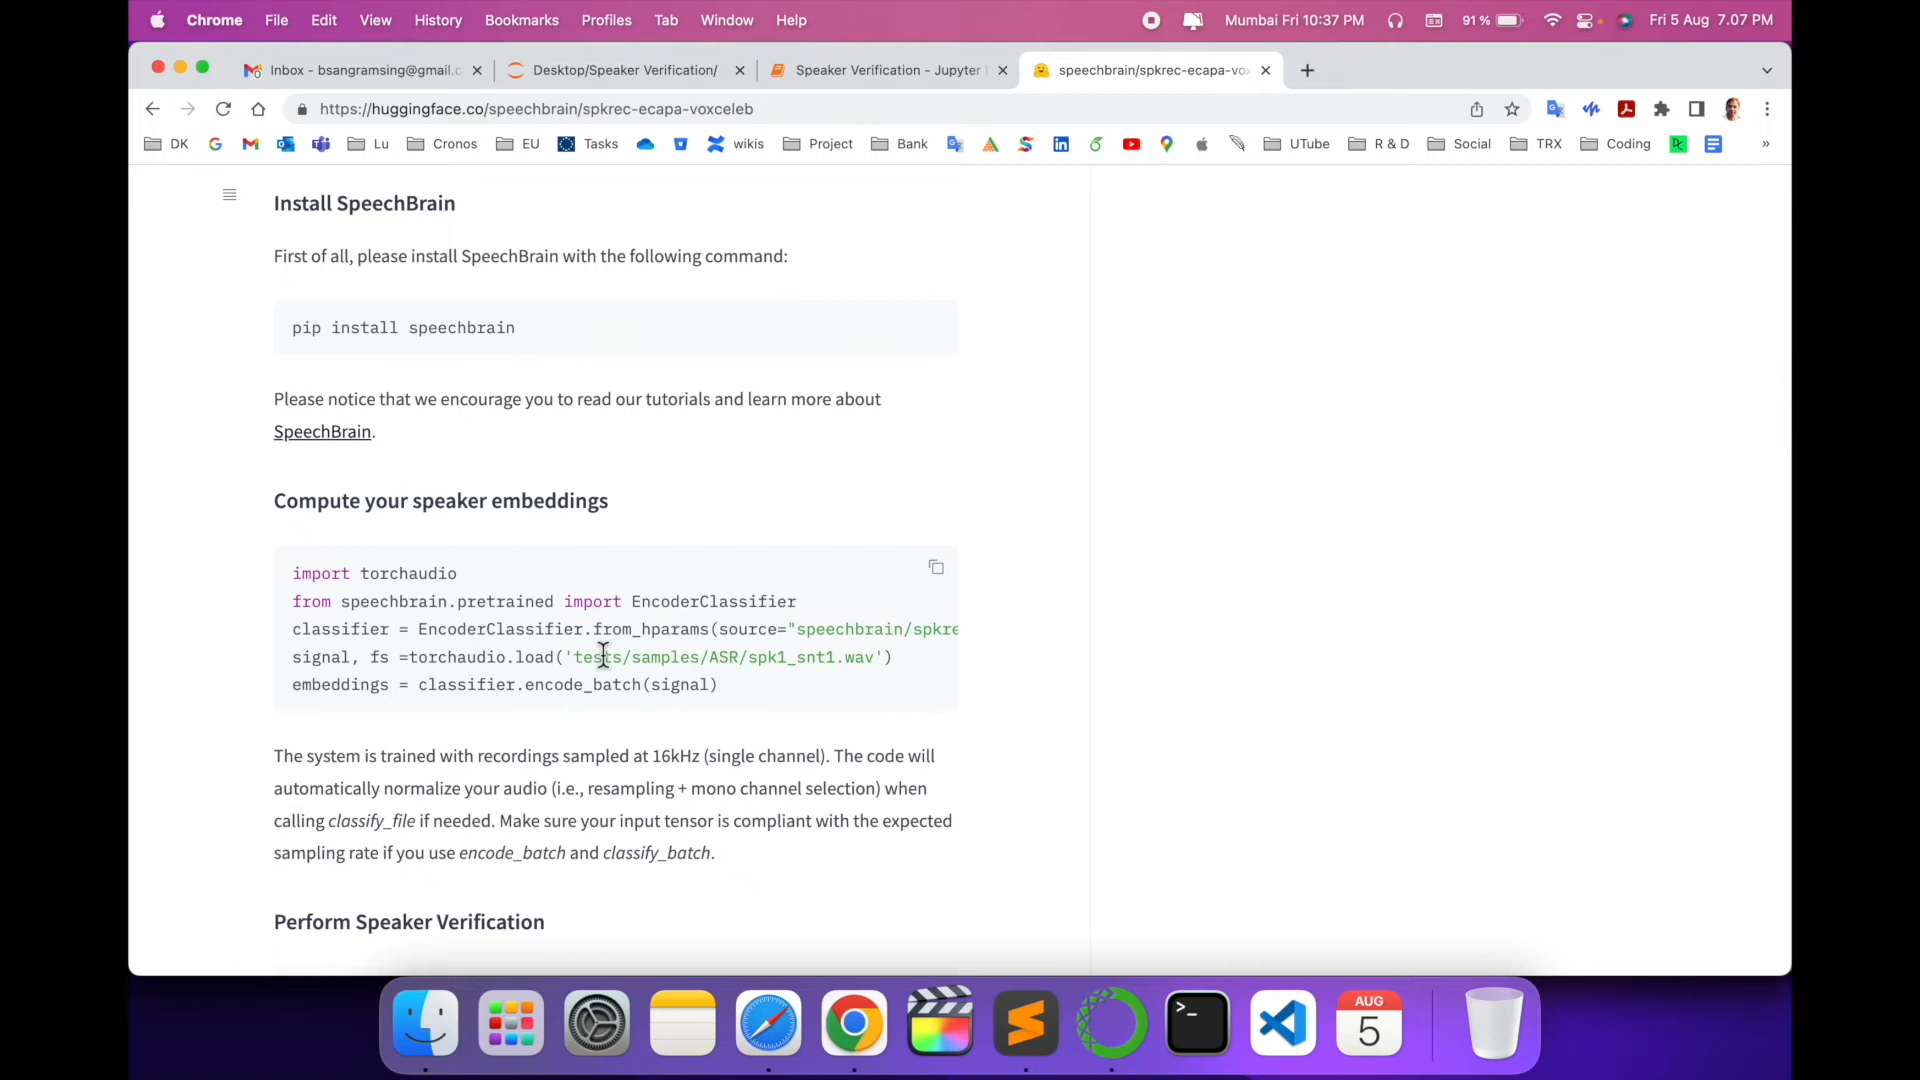 Chrome File Edit View History Bookmarks Profiles Tab Window Help Mumbai Fri 10:37 PM 91 % Fri 5 Aug 7.07 PM
Inbox - bsangramsing@gmail.c Desktop/Speaker Verification/ Speaker Verification - Jupyter speechbrain/spkrec-ecapa-vox
https://huggingface.co/speechbrain/spkrec-ecapa-voxceleb
DK Lu Cronos EU Tasks wikis Project Bank UTube R & D Social TRX Coding »
Install SpeechBrain
First of all, please install SpeechBrain with the following command:
pip install speechbrain
Please notice that we encourage you to read our tutorials and learn more about
SpeechBrain.
Compute your speaker embeddings
import torchaudio
from speechbrain.pretrained import EncoderClassifier
classifier = EncoderClassifier.from_hparams(source="speechbrain/spkre
signal, fs =torchaudio.load('tests/samples/ASR/spk1_snt1.wav')
embeddings = classifier.encode_batch(signal)
The system is trained with recordings sampled at 16kHz (single channel). The code will
automatically normalize your audio (i.e., resampling + mono channel selection) when
calling classify_file if needed. Make sure your input tensor is compliant with the expected
sampling rate if you use encode_batch and classify_batch.
Perform Speaker Verification
AUG
5